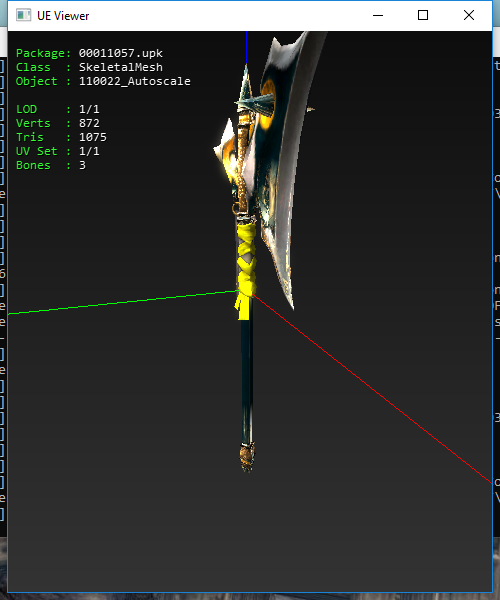 UE Viewer
Package: 00011057.upk
Class : SkeletalMesh
Object : 110022_Autoscale
LOD : 1/1
Verts : 872
Tris : 1075
UV Set : 1/1
Bones : 3